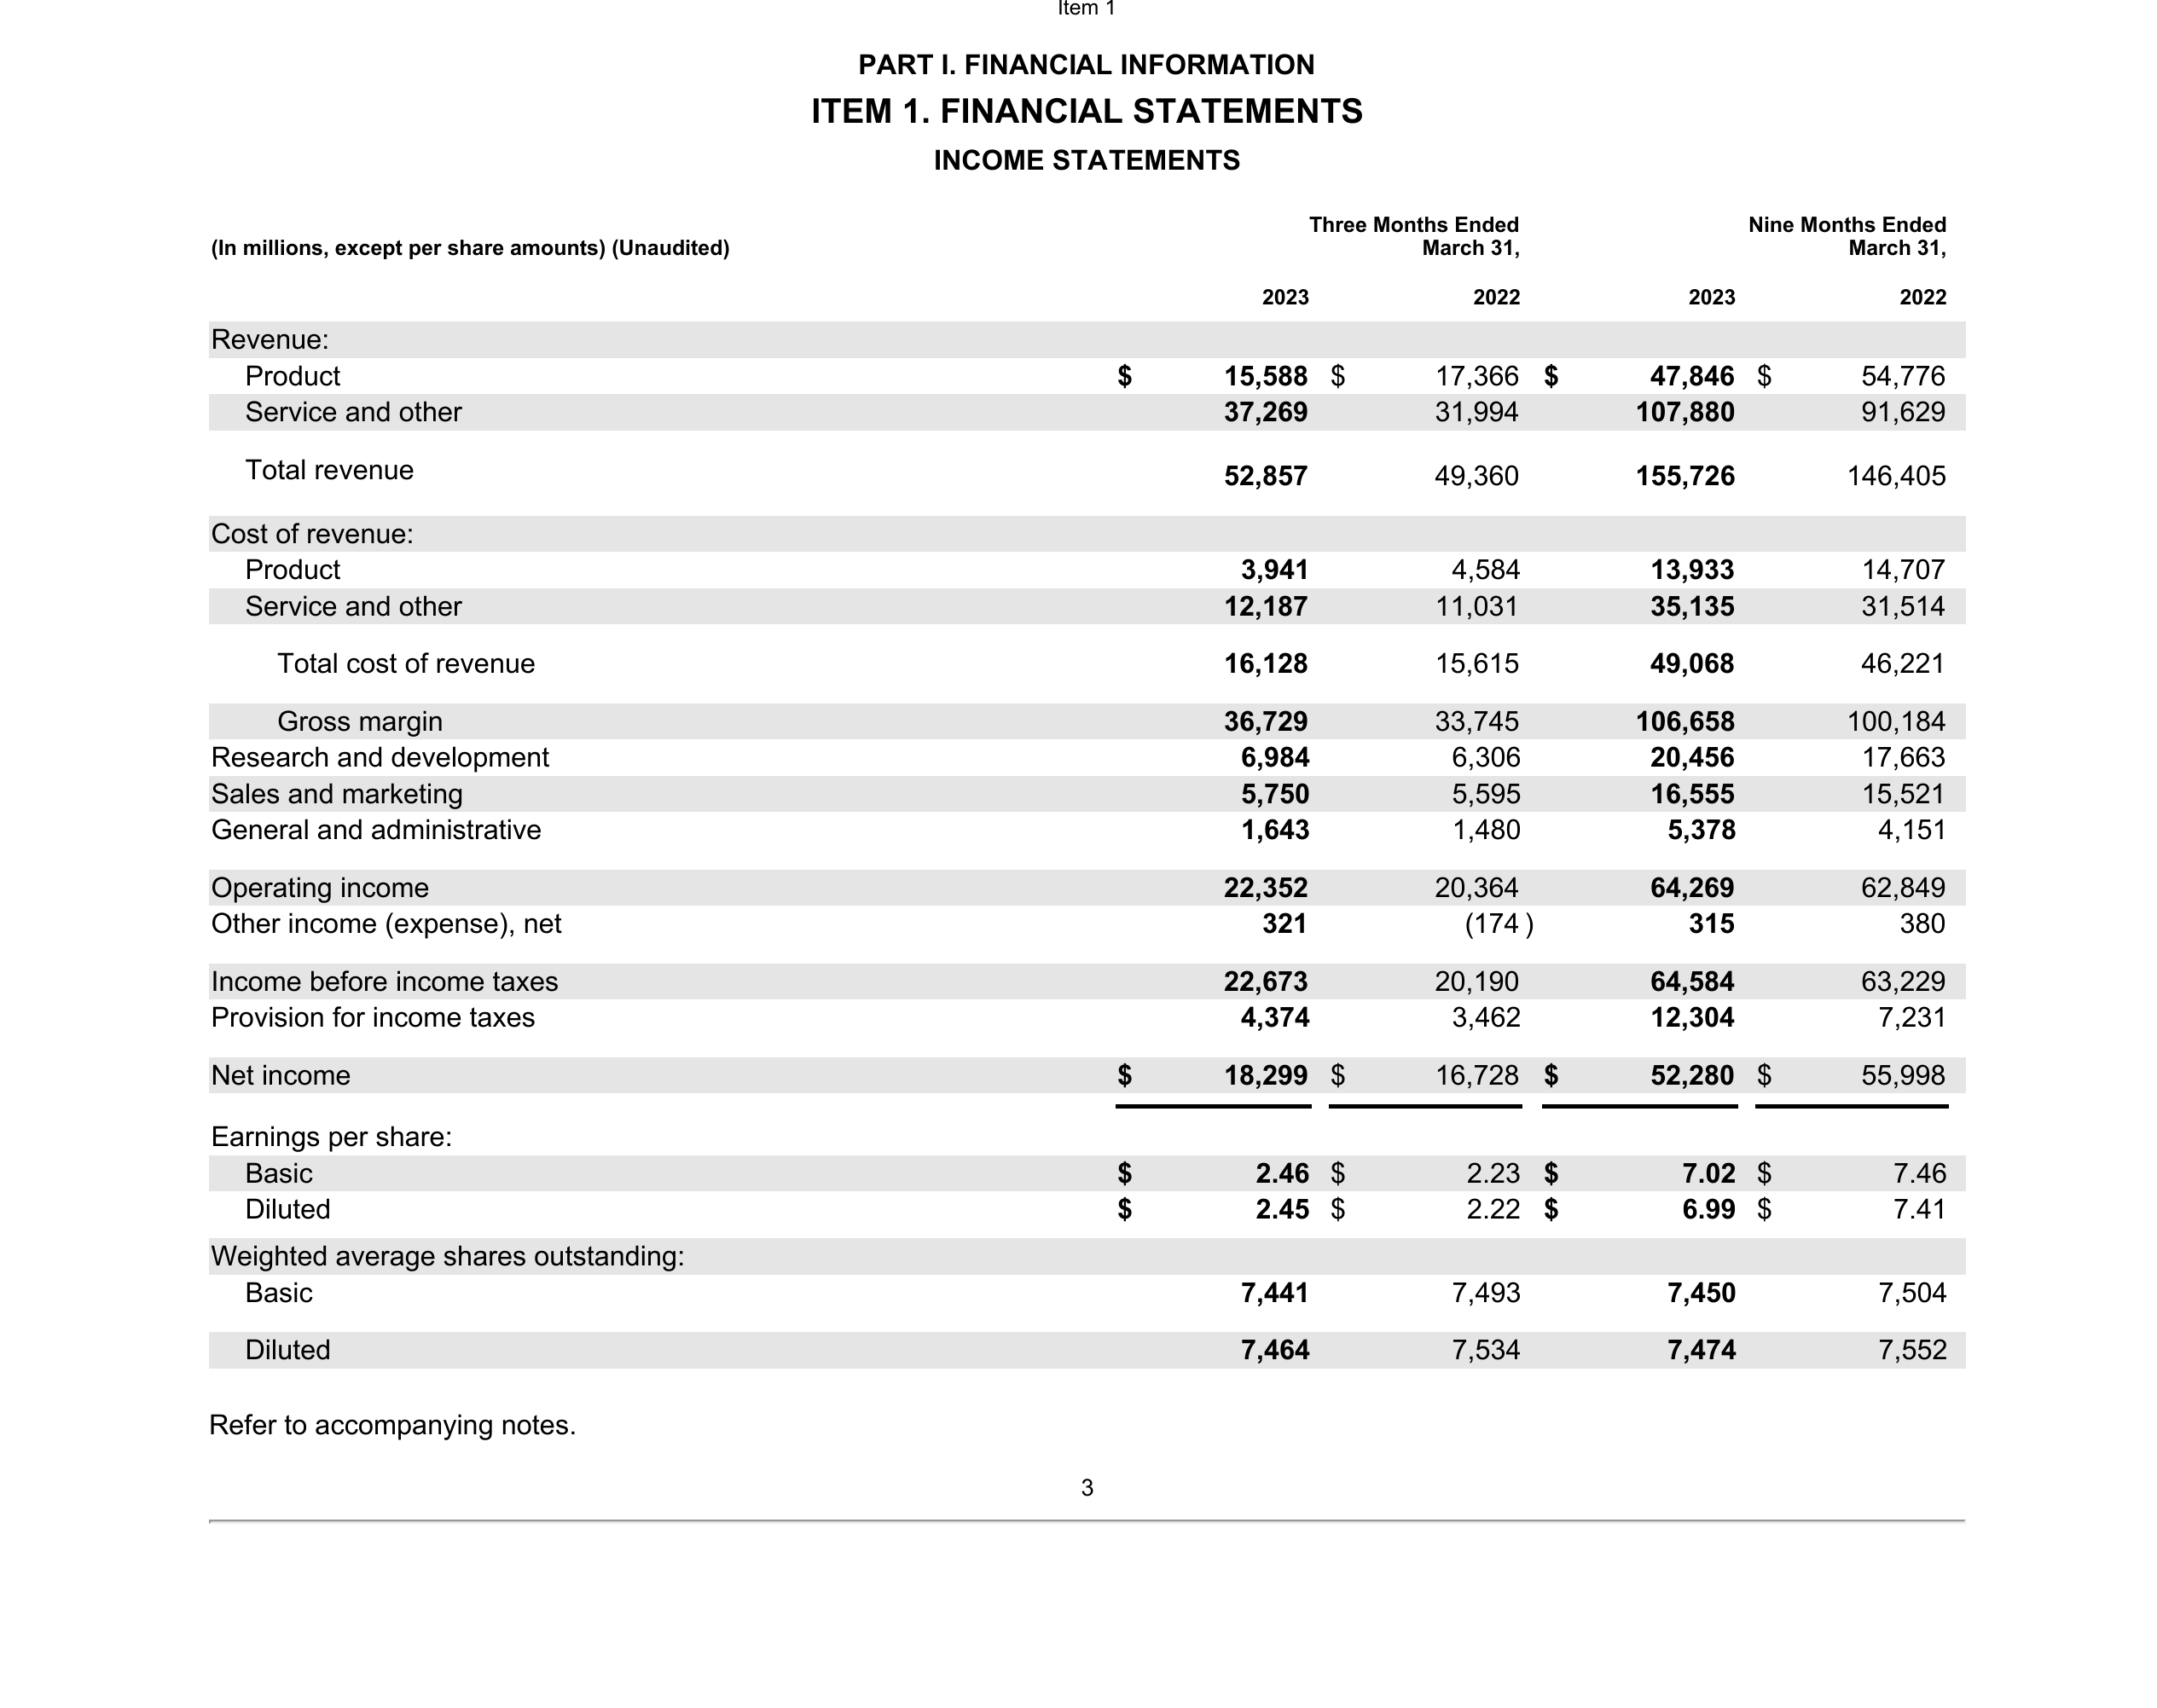 Item 1
PART I. FINANCIAL INFORMATION
ITEM 1. FINANCIAL STATEMENTS
INCOME STATEMENTS
(In millions, except per share amounts) (Unaudited) Three Months Ended March 31, Nine Months Ended March 31,
2023 2022 2023 2022
Revenue:
Product $ 15,588 $ 17,366 $ 47,846 $ 54,776
Service and other 37,269 31,994 107,880 91,629
Total revenue 52,857 49,360 155,726 146,405
Cost of revenue:
Product 3,941 4,584 13,933 14,707
Service and other 12,187 11,031 35,135 31,514
Total cost of revenue 16,128 15,615 49,068 46,221
Gross margin 36,729 33,745 106,658 100,184
Research and development 6,984 6,306 20,456 17,663
Sales and marketing 5,750 5,595 16,555 15,521
General and administrative 1,643 1,480 5,378 4,151
Operating income 22,352 20,364 64,269 62,849
Other income (expense), net 321 (174 ) 315 380
Income before income taxes 22,673 20,190 64,584 63,229
Provision for income taxes 4,374 3,462 12,304 7,231
Net income $ 18,299 $ 16,728 $ 52,280 $ 55,998
Earnings per share:
Basic $ 2.46 $ 2.23 $ 7.02 $ 7.46
Diluted $ 2.45 $ 2.22 $ 6.99 $ 7.41
Weighted average shares outstanding:
Basic 7,441 7,493 7,450 7,504
Diluted 7,464 7,534 7,474 7,552
Refer to accompanying notes.
3